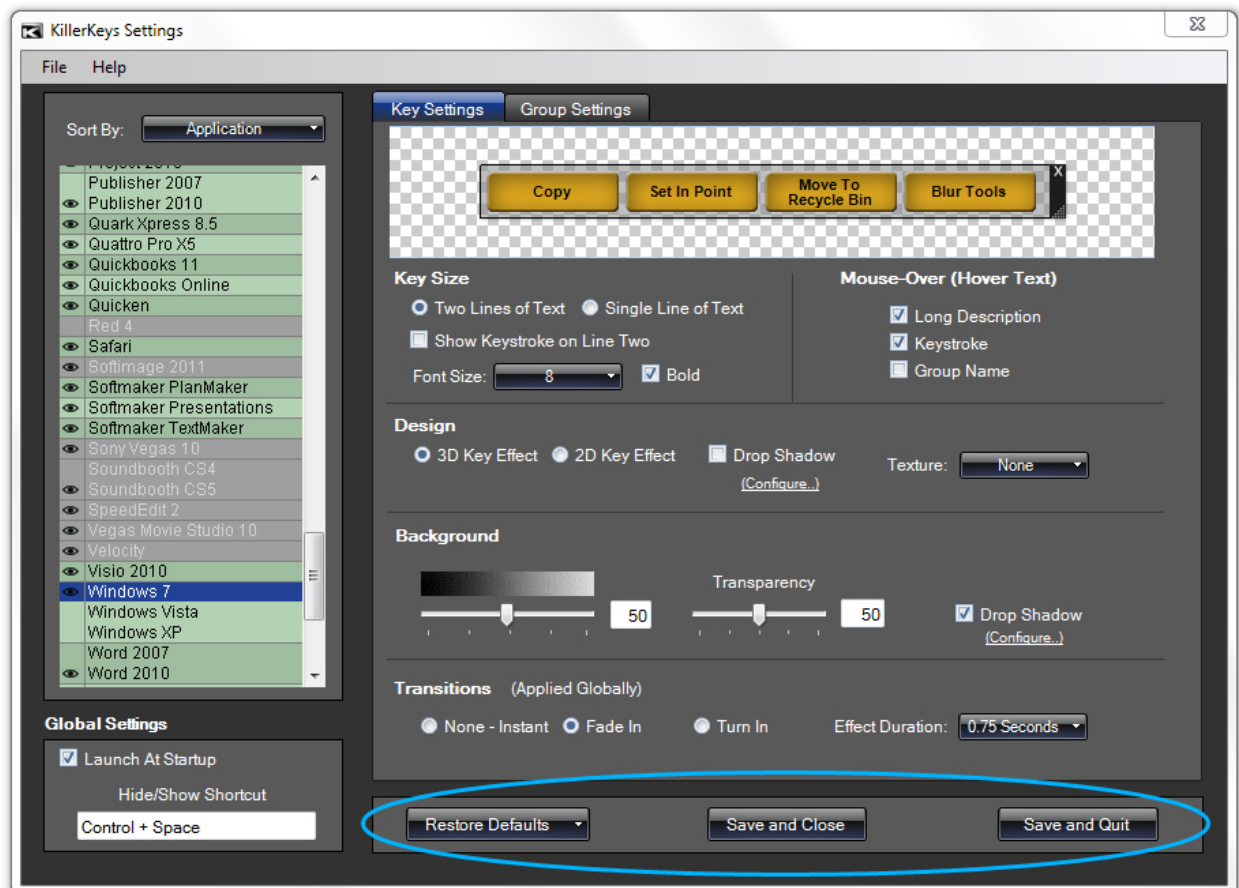 KillerKeys Settings
File Help
Sort By: Application
Project 2010
Publisher 2007
Publisher 2010
Quark Xpress 8.5
Quattro Pro X5
Quickbooks 11
Quickbooks Online
Quicken
Red 4
Safari
Softimage 2011
Softmaker PlanMaker
Softmaker Presentations
Softmaker TextMaker
Sony Vegas 10
Soundbooth CS4
Soundbooth CS5
SpeedEdit 2
Vegas Movie Studio 10
Velocity
Visio 2010
Windows 7
Windows Vista
Windows XP
Word 2007
Word 2010
Global Settings
Launch At Startup
Hide/Show Shortcut
Control + Space
Key Settings Group Settings
Copy
Set In Point
Move To
Recycle Bin
Blur Tools
X
Key Size
Two Lines of Text Single Line of Text
Show Keystroke on Line Two
Font Size: 8 Bold
Mouse-Over (Hover Text)
Long Description
Keystroke
Group Name
Design
3D Key Effect 2D Key Effect Drop Shadow Texture: None
(Configure..)
Background
Transparency
50 50 Drop Shadow
(Configure..)
Transitions (Applied Globally)
None - Instant Fade In Turn In Effect Duration: 0.75 Seconds
Restore Defaults Save and Close Save and Quit